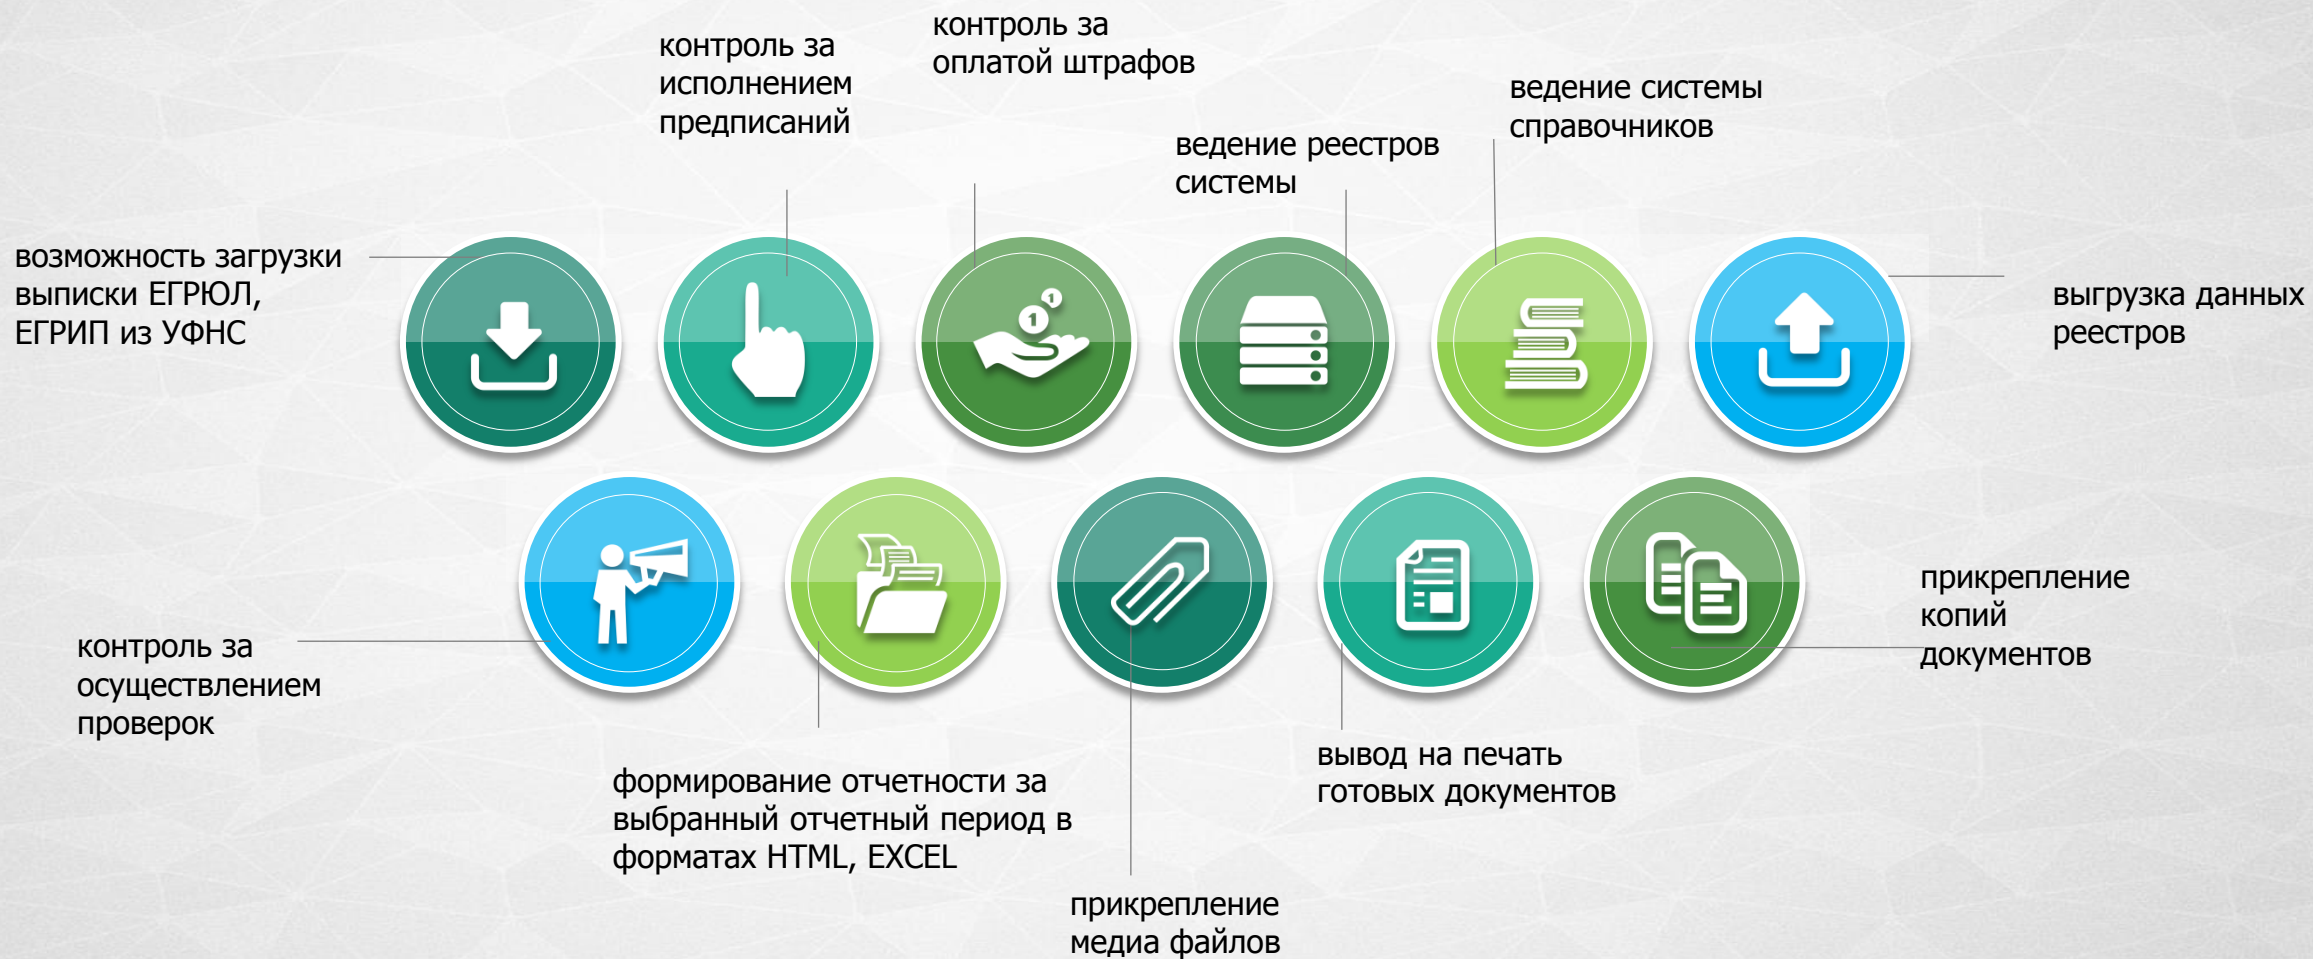 контроль за
исполнением
предписаний
контроль за
оплатой штрафов
ведение реестров
системы
ведение системы
справочников
возможность загрузки
выписки ЕГРЮЛ,
ЕГРИП из УФНС
выгрузка данных
реестров
1
1
контроль за
осуществлением
проверок
формирование отчетности за
выбранный отчетный период в
форматах HTML, EXCEL
прикрепление
медиа файлов
вывод на печать
готовых документов
прикрепление
копий
документов